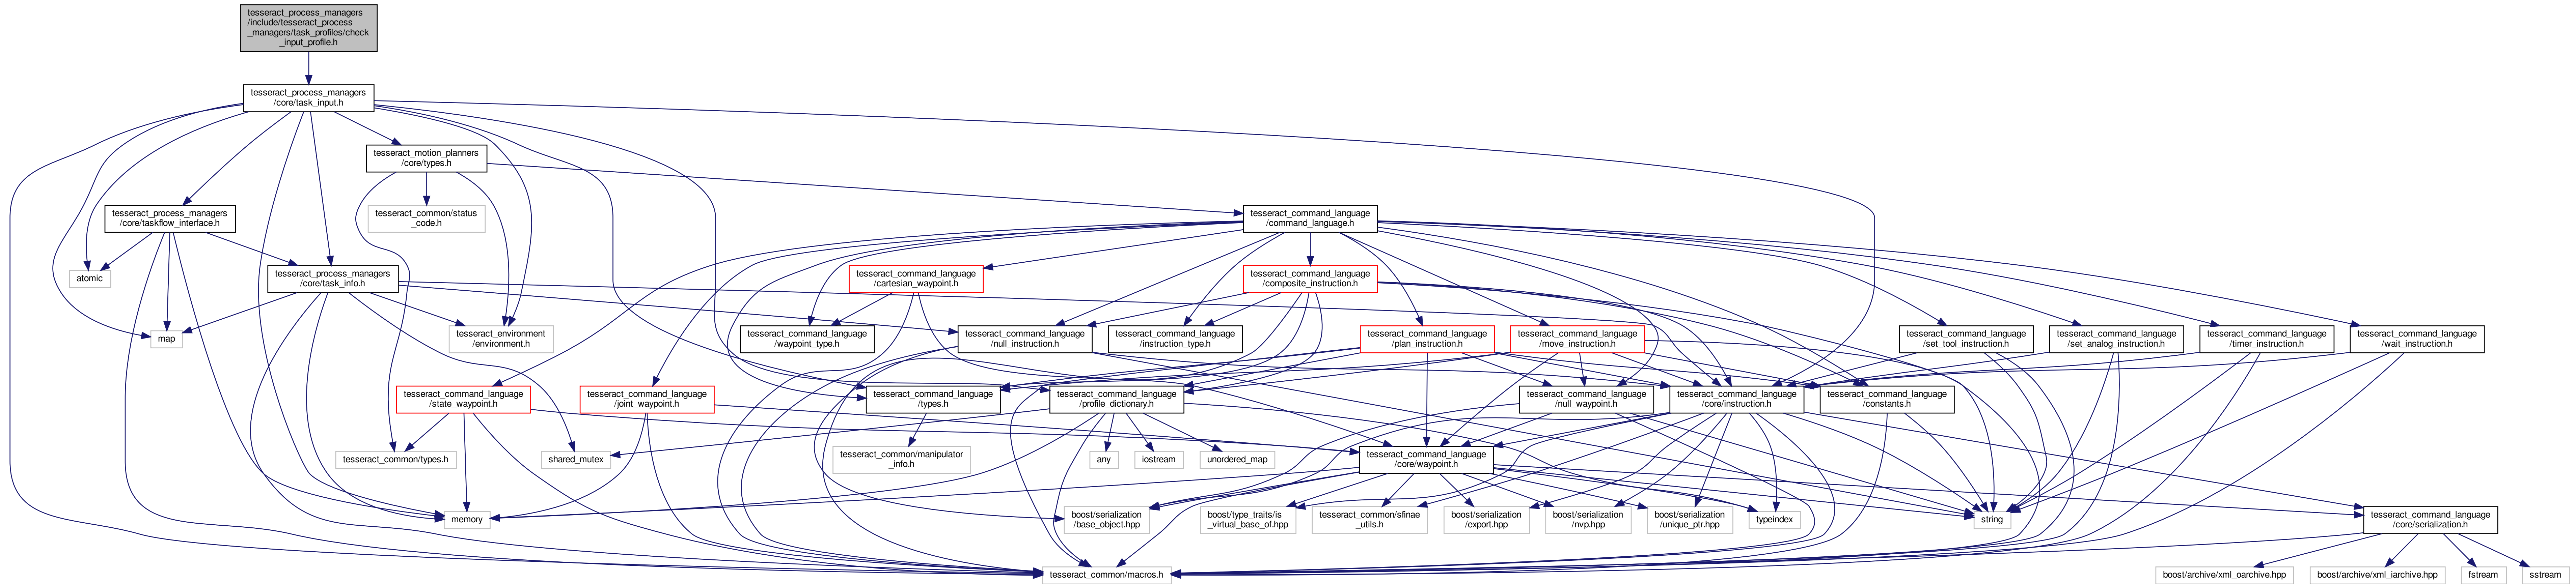 tesseract_process_managers
/include/tesseract_process
_managers/task_profiles/check
_input_profile.h
tesseract_process_managers
/core/task_input.h
tesseract_motion_planners
/core/types.h
tesseract_process_managers
/core/taskflow_interface.h
tesseract_common/status
_code.h
tesseract_command_language
/command_language.h
atomic
tesseract_process_managers
/core/task_info.h
tesseract_command_language
/cartesian_waypoint.h
tesseract_command_language
/composite_instruction.h
map
tesseract_environment
/environment.h
tesseract_command_language
/waypoint_type.h
tesseract_command_language
/null_instruction.h
tesseract_command_language
/instruction_type.h
tesseract_command_language
/plan_instruction.h
tesseract_command_language
/move_instruction.h
tesseract_command_language
/set_tool_instruction.h
tesseract_command_language
/set_analog_instruction.h
tesseract_command_language
/timer_instruction.h
tesseract_command_language
/wait_instruction.h
tesseract_command_language
/state_waypoint.h
tesseract_command_language
/joint_waypoint.h
tesseract_command_language
/types.h
tesseract_command_language
/profile_dictionary.h
tesseract_command_language
/null_waypoint.h
tesseract_command_language
/core/instruction.h
tesseract_command_language
/constants.h
tesseract_common/types.h
shared_mutex
tesseract_common/manipulator
_info.h
any
iostream
unordered_map
tesseract_command_language
/core/waypoint.h
memory
boost/serialization
/base_object.hpp
boost/type_traits/is
_virtual_base_of.hpp
tesseract_common/sfinae
_utils.h
boost/serialization
/export.hpp
boost/serialization
/nvp.hpp
boost/serialization
/unique_ptr.hpp
typeindex
string
tesseract_command_language
/core/serialization.h
tesseract_common/macros.h
boost/archive/xml_oarchive.hpp
boost/archive/xml_iarchive.hpp
fstream
sstream